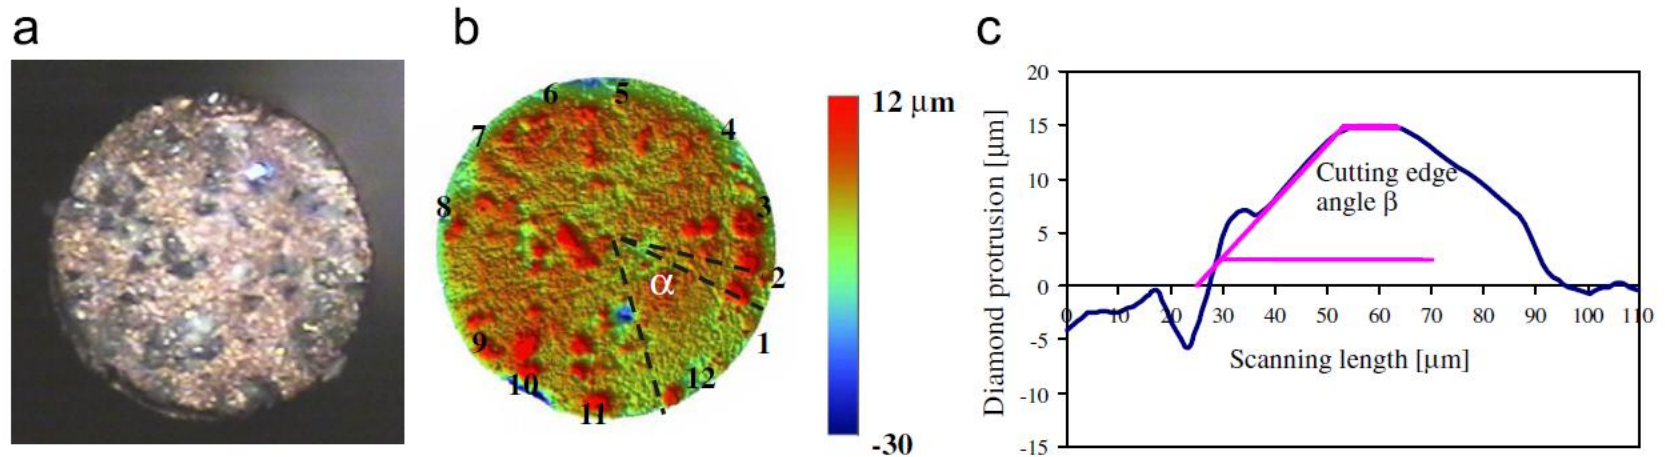 a
b
c
6
5
7
4
8
3
α
2
9
1
10
12
11
12 μm
-30
Diamond protrusion [μm]
20
15
10
5
0
-5
-10
-15
Cutting edge
angle β
0 10 20 30 40 50 60 70 80 90 100 110
Scanning length [μm]